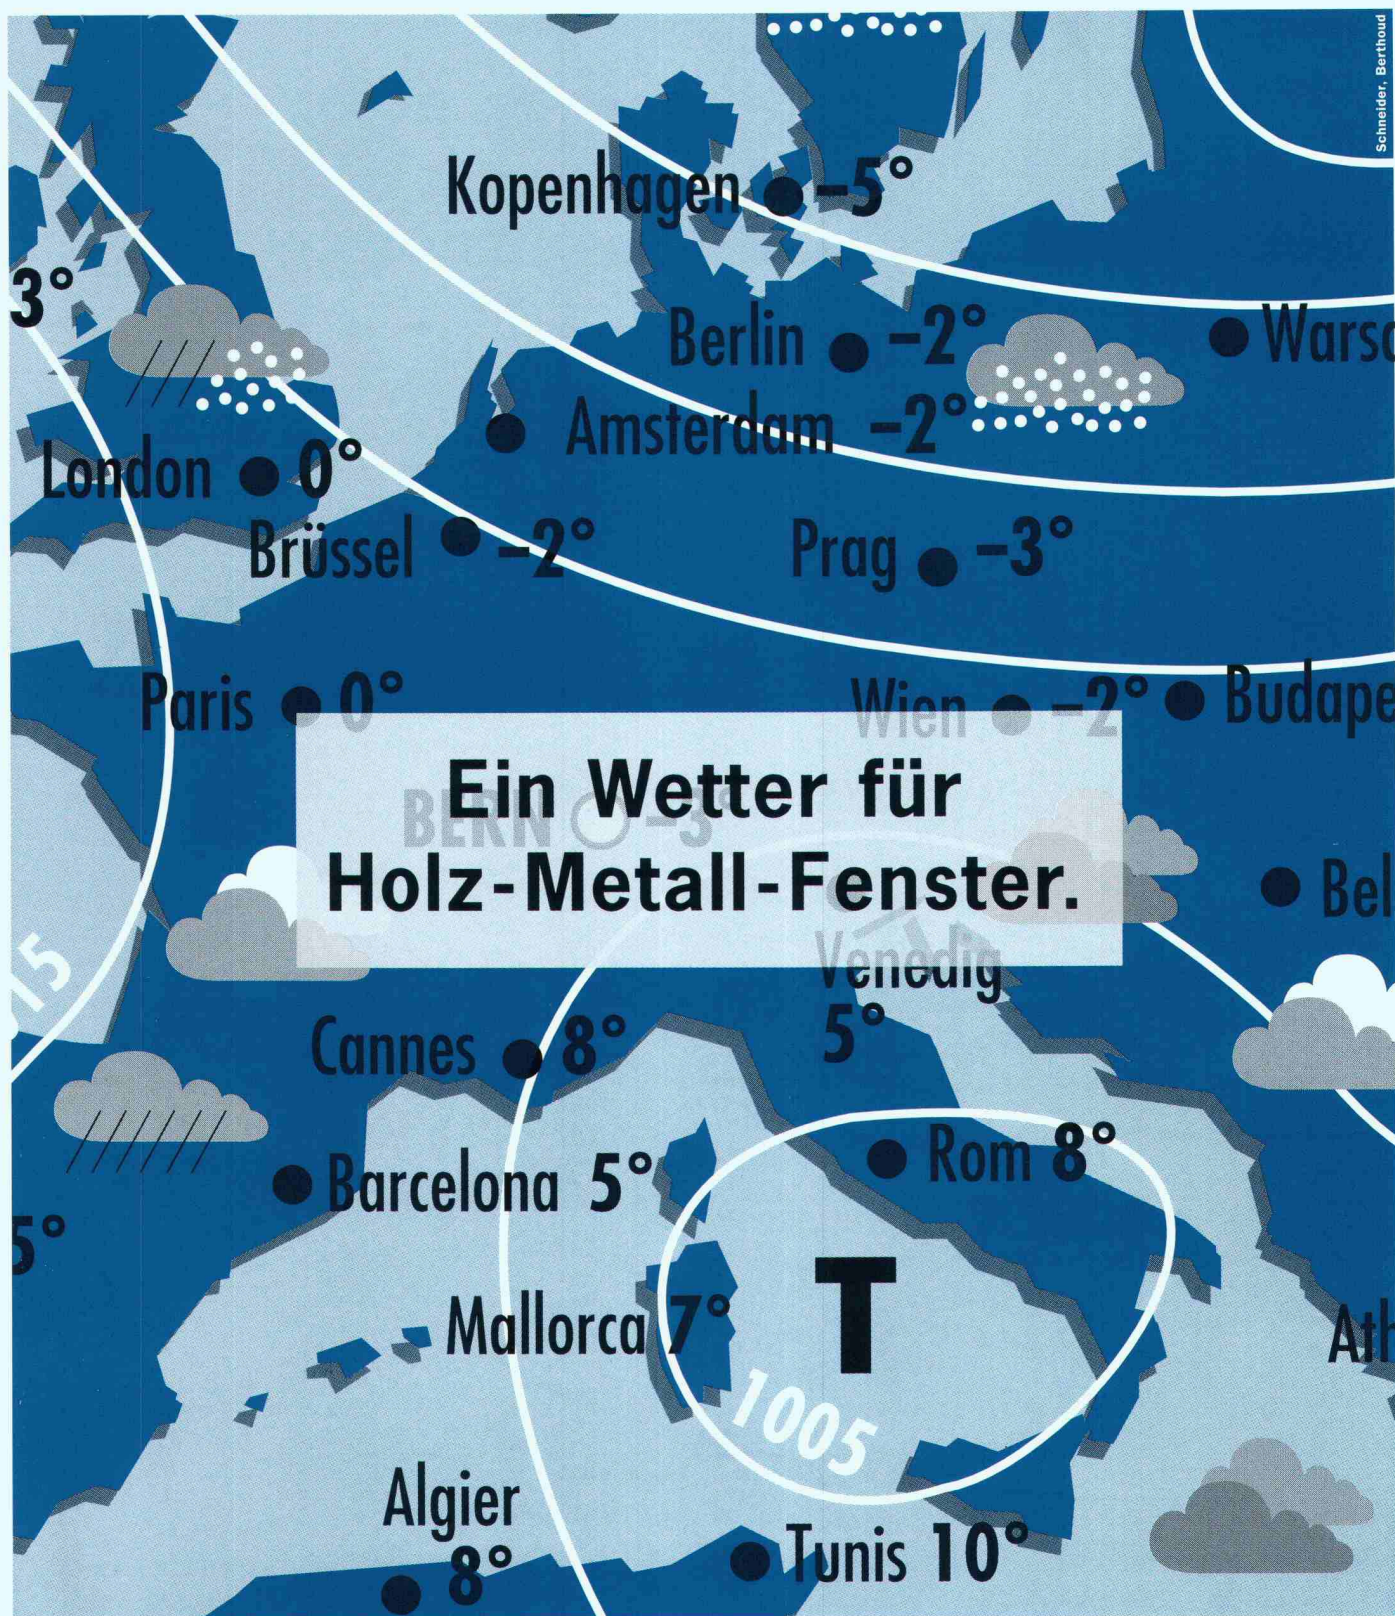 Schneider, Berthoud
Kopenhagen –5°
3°
Berlin –2°
Warsc
Amsterdam –2°
London 0°
Brüssel –2°
Prag –3°
Paris 0°
Wien –2°
Budape
BERN –3°
Ein Wetter für
Holz-Metall-Fenster.
Bel
15
Venedig
5°
Cannes 8°
Rom 8°
Barcelona 5°
5°
T
Mallorca 7°
Ath
1005
Algier
8°
Tunis 10°